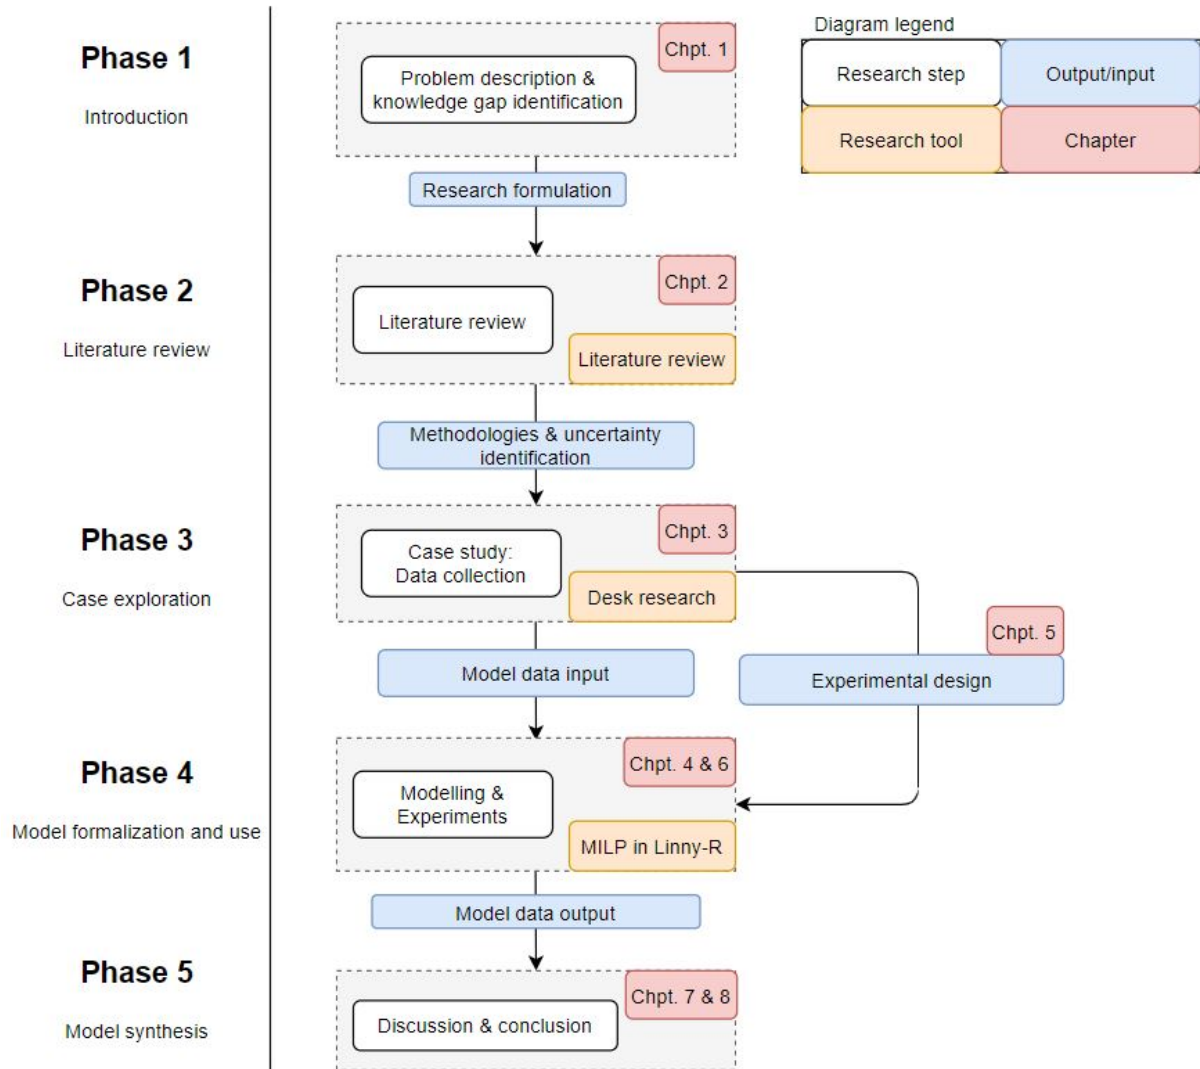 Diagram legend
Research step
Output/input
Research tool
Chapter
Phase 1
Introduction
Chpt. 1
Problem description &
knowledge gap identification
Research formulation
Phase 2
Literature review
Chpt. 2
Literature review
Literature review
Methodologies & uncertainty
identification
Phase 3
Case exploration
Chpt. 3
Case study:
Data collection
Desk research
Chpt. 5
Model data input
Experimental design
Phase 4
Model formalization and use
Chpt. 4 & 6
Modelling &
Experiments
MILP in Linny-R
Model data output
Phase 5
Model synthesis
Chpt. 7 & 8
Discussion & conclusion